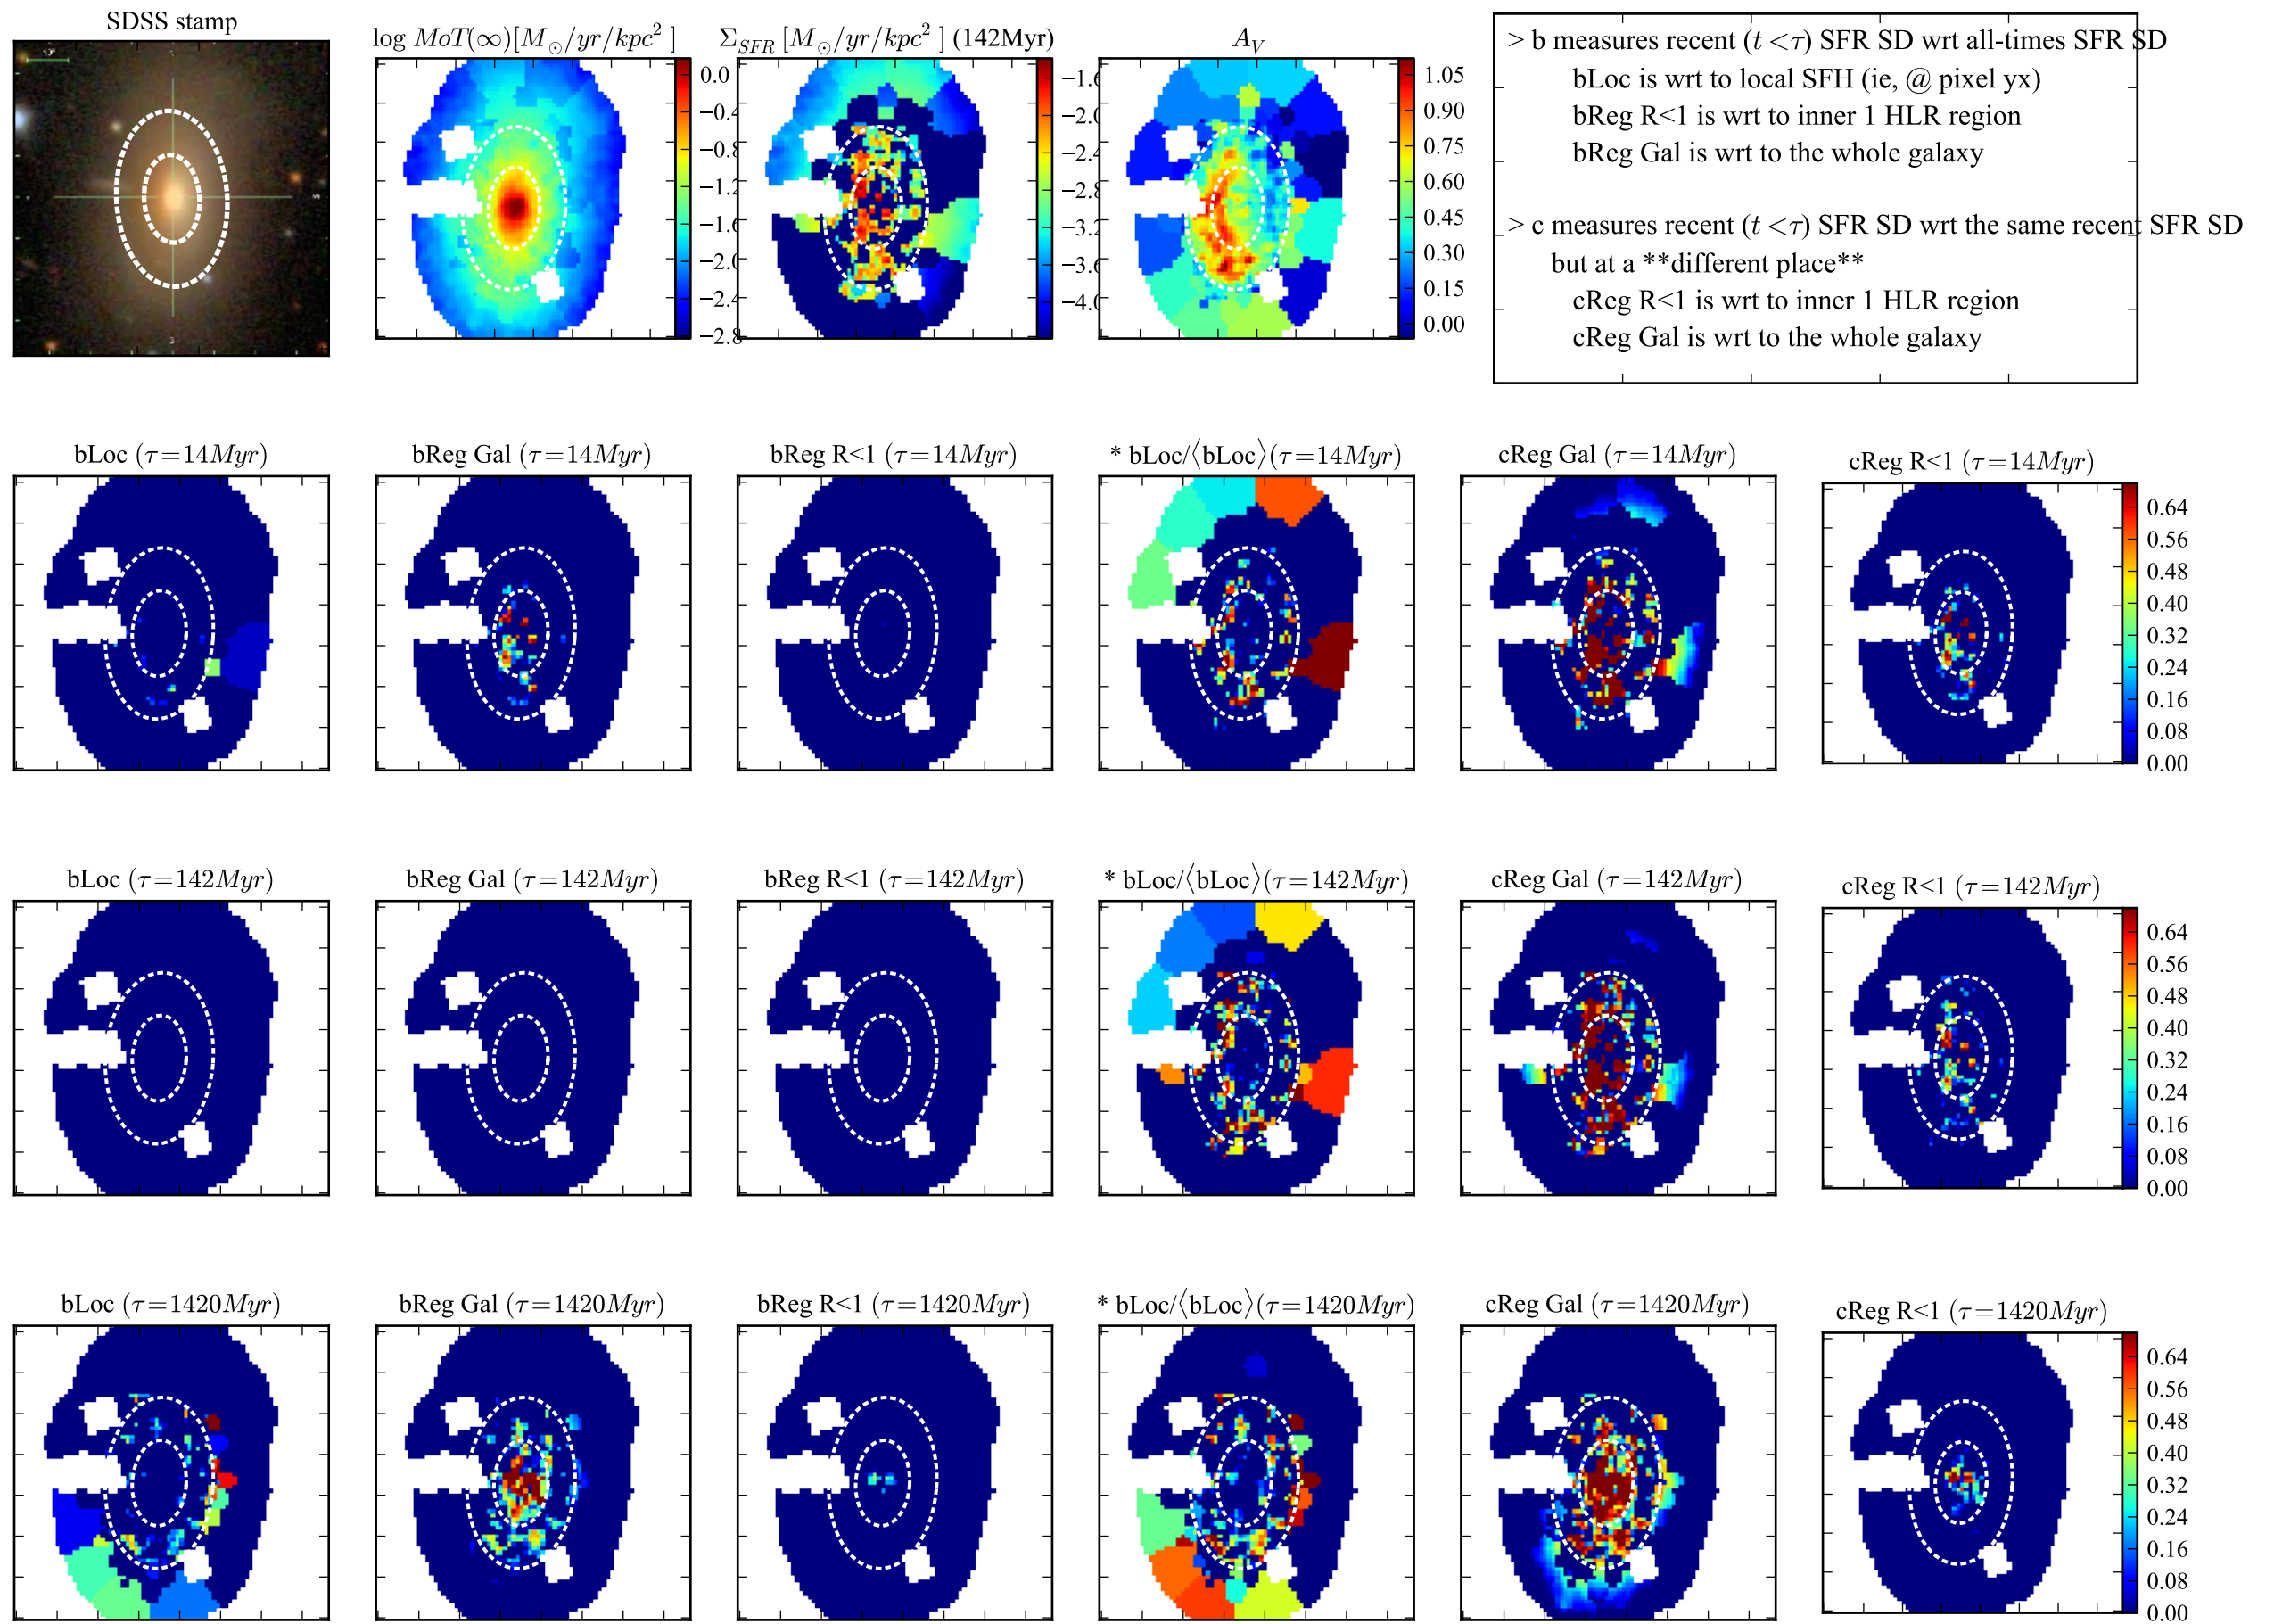 SDSS stamp
log MoT(∞)[M⊙/yr/kpc² ]
Σ_SFR [M⊙/yr/kpc² ] (142Myr)
A_V
0.0
−0.4
−0.8
−1.2
−1.6
−2.0
−2.4
−2.8
−1.6
−2.0
−2.4
−2.8
−3.2
−3.6
−4.0
1.05
0.90
0.75
0.60
0.45
0.30
0.15
0.00
> b measures recent (t <τ) SFR SD wrt all-times SFR SD
bLoc is wrt to local SFH (ie, @ pixel yx)
bReg R<1 is wrt to inner 1 HLR region
bReg Gal is wrt to the whole galaxy
> c measures recent (t <τ) SFR SD wrt the same recent SFR SD
but at a **different place**
cReg R<1 is wrt to inner 1 HLR region
cReg Gal is wrt to the whole galaxy
bLoc (τ=14Myr)
bReg Gal (τ=14Myr)
bReg R<1 (τ=14Myr)
* bLoc/⟨bLoc⟩(τ=14Myr)
cReg Gal (τ=14Myr)
cReg R<1 (τ=14Myr)
0.64
0.56
0.48
0.40
0.32
0.24
0.16
0.08
0.00
bLoc (τ=142Myr)
bReg Gal (τ=142Myr)
bReg R<1 (τ=142Myr)
* bLoc/⟨bLoc⟩(τ=142Myr)
cReg Gal (τ=142Myr)
cReg R<1 (τ=142Myr)
0.64
0.56
0.48
0.40
0.32
0.24
0.16
0.08
0.00
bLoc (τ=1420Myr)
bReg Gal (τ=1420Myr)
bReg R<1 (τ=1420Myr)
* bLoc/⟨bLoc⟩(τ=1420Myr)
cReg Gal (τ=1420Myr)
cReg R<1 (τ=1420Myr)
0.64
0.56
0.48
0.40
0.32
0.24
0.16
0.08
0.00